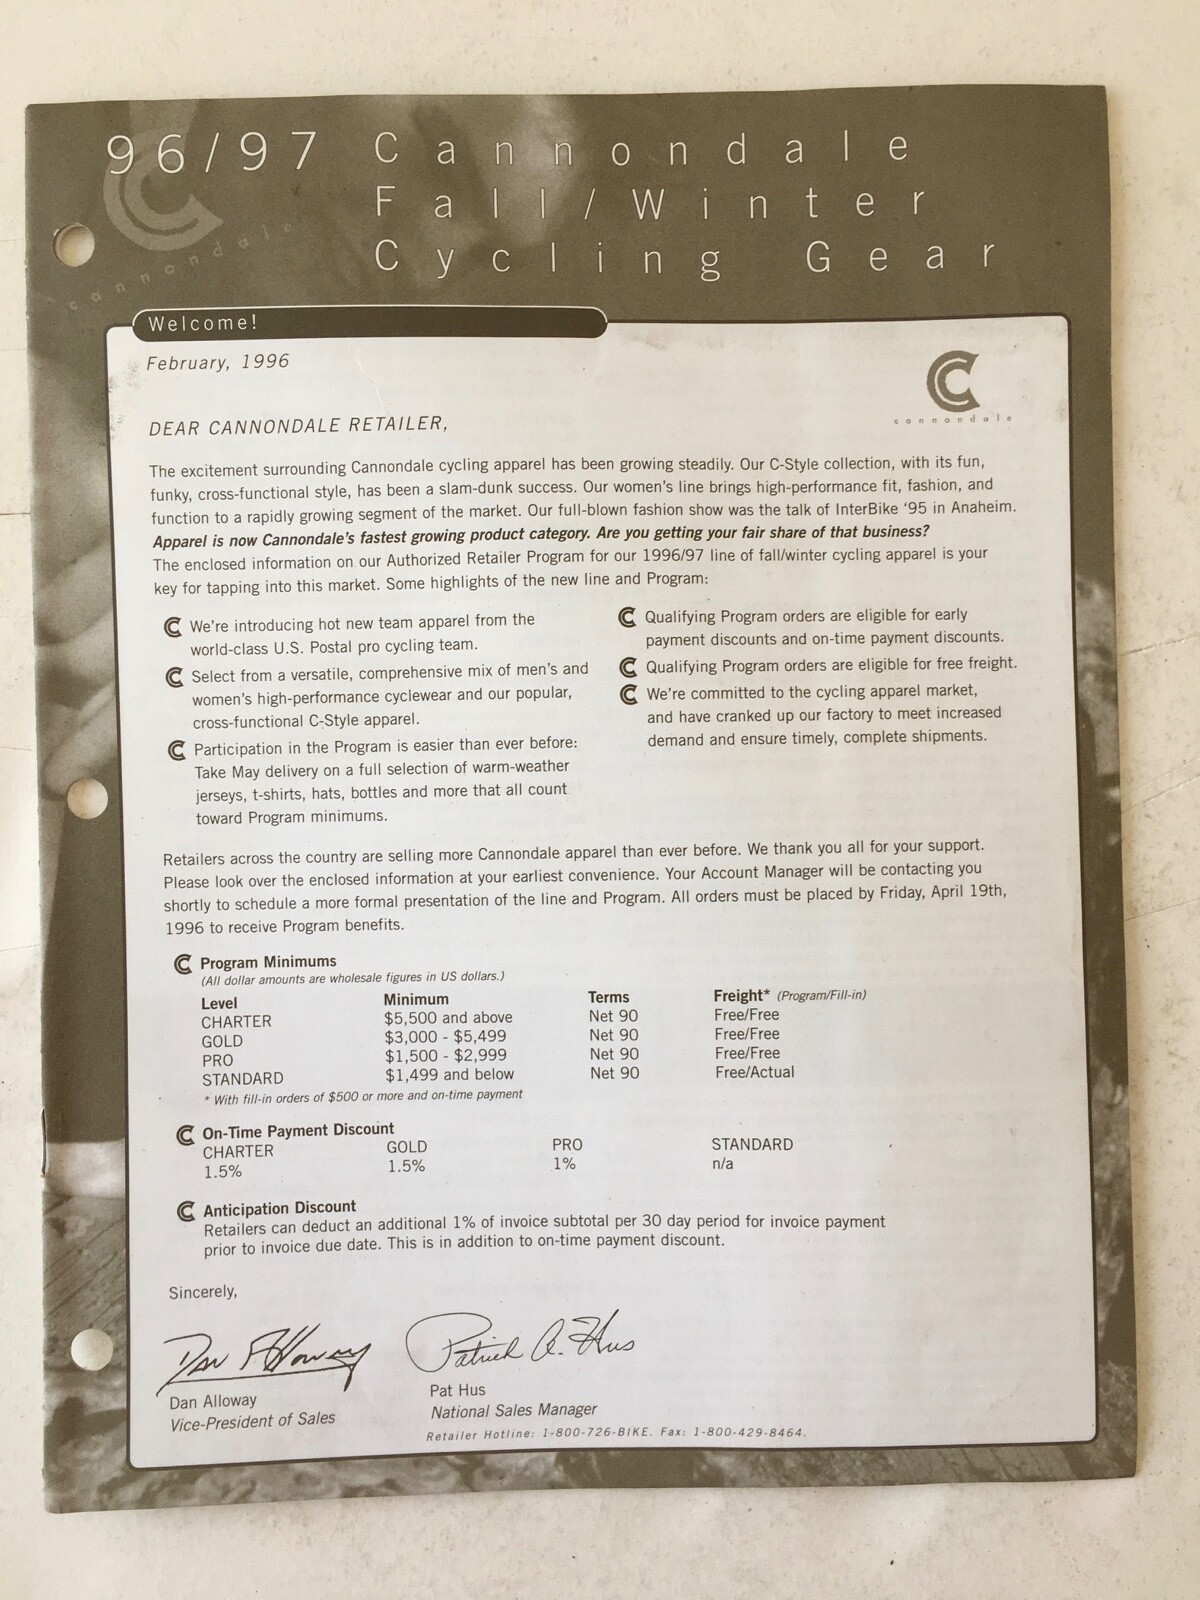 96/97 Cannondale
Fall/Winter
Cycling Gear
cannondale
Welcome!
February, 1996
cannondale
DEAR CANNONDALE RETAILER,
The excitement surrounding Cannondale cycling apparel has been growing steadily. Our C-Style collection, with its fun,
funky, cross-functional style, has been a slam-dunk success. Our women's line brings high-performance fit, fashion, and
function to a rapidly growing segment of the market. Our full-blown fashion show was the talk of InterBike '95 in Anaheim.
Apparel is now Cannondale's fastest growing product category. Are you getting your fair share of that business?
The enclosed information on our Authorized Retailer Program for our 1996/97 line of fall/winter cycling apparel is your
key for tapping into this market. Some highlights of the new line and Program:
We're introducing hot new team apparel from the
world-class U.S. Postal pro cycling team.
Select from a versatile, comprehensive mix of men's and
women's high-performance cyclewear and our popular,
cross-functional C-Style apparel.
Participation in the Program is easier than ever before:
Take May delivery on a full selection of warm-weather
jerseys, t-shirts, hats, bottles and more that all count
toward Program minimums.
Qualifying Program orders are eligible for early
payment discounts and on-time payment discounts.
Qualifying Program orders are eligible for free freight.
We're committed to the cycling apparel market,
and have cranked up our factory to meet increased
demand and ensure timely, complete shipments.
Retailers across the country are selling more Cannondale apparel than ever before. We thank you all for your support.
Please look over the enclosed information at your earliest convenience. Your Account Manager will be contacting you
shortly to schedule a more formal presentation of the line and Program. All orders must be placed by Friday, April 19th,
1996 to receive Program benefits.
Program Minimums
(All dollar amounts are wholesale figures in US dollars.)
Level Minimum Terms Freight* (Program/Fill-in)
CHARTER $5,500 and above Net 90 Free/Free
GOLD $3,000 - $5,499 Net 90 Free/Free
PRO $1,500 - $2,999 Net 90 Free/Free
STANDARD $1,499 and below Net 90 Free/Actual
* With fill-in orders of $500 or more and on-time payment
On-Time Payment Discount
CHARTER GOLD PRO STANDARD
1.5% 1.5% 1% n/a
Anticipation Discount
Retailers can deduct an additional 1% of invoice subtotal per 30 day period for invoice payment
prior to invoice due date. This is in addition to on-time payment discount.
Sincerely,
Dan Alloway Patrick A. Hus
Dan Alloway Pat Hus
Vice-President of Sales National Sales Manager
Retailer Hotline: 1-800-726-BIKE. Fax: 1-800-429-8464.